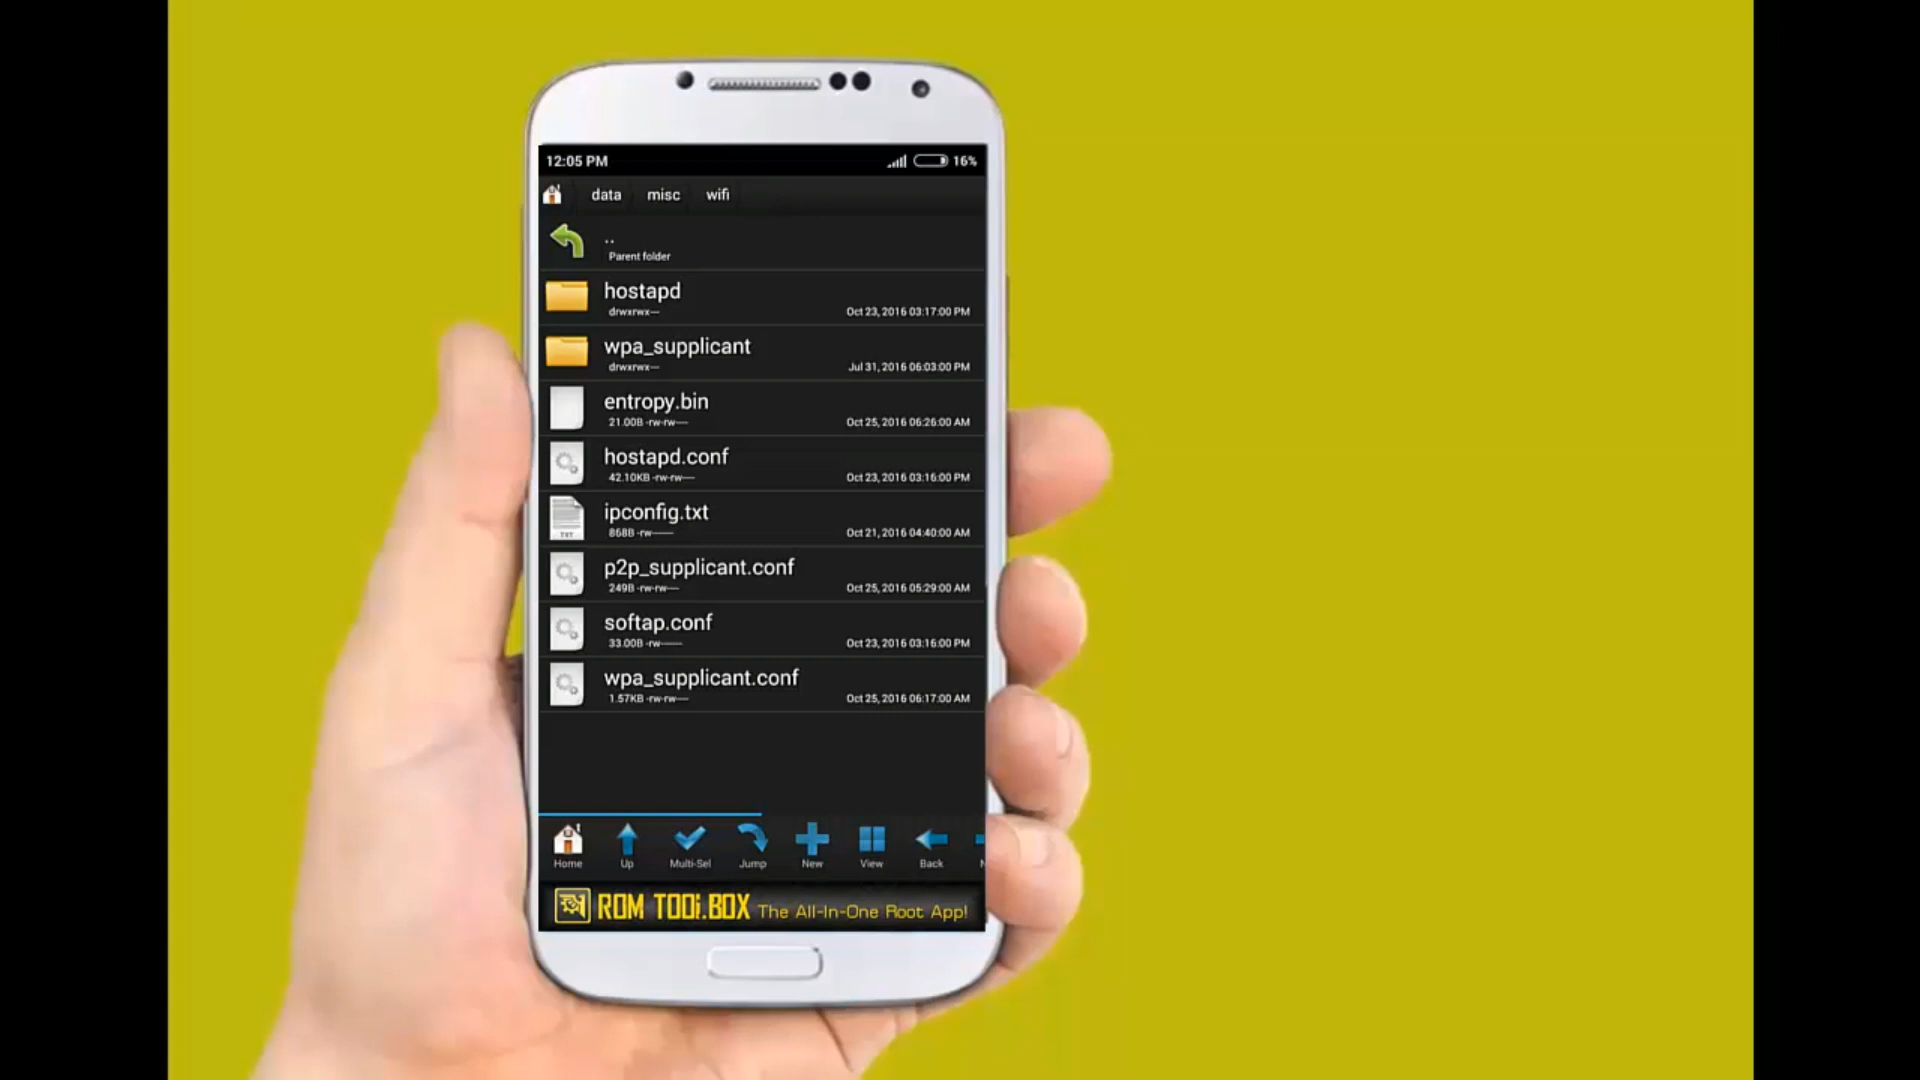 12:05 PM 16%
data misc wifi
..
Parent folder
hostapd
drwxrwx--- Oct 23, 2016 03:17:00 PM
wpa_supplicant
drwxrwx--- Jul 31, 2016 06:03:00 PM
entropy.bin
21.00B -rw-rw---- Oct 25, 2016 06:26:00 AM
hostapd.conf
42.10KB -rw-rw---- Oct 23, 2016 03:16:00 PM
ipconfig.txt
868B -rw------- Oct 21, 2016 04:40:00 AM
TXT
p2p_supplicant.conf
249B -rw-rw---- Oct 25, 2016 05:29:00 AM
softap.conf
33.00B -rw------- Oct 23, 2016 03:16:00 PM
wpa_supplicant.conf
1.57KB -rw-rw---- Oct 25, 2016 06:17:00 AM
Home Up Multi-Sel Jump New View Back
ROM TOOLBOX The All-In-One Root App!